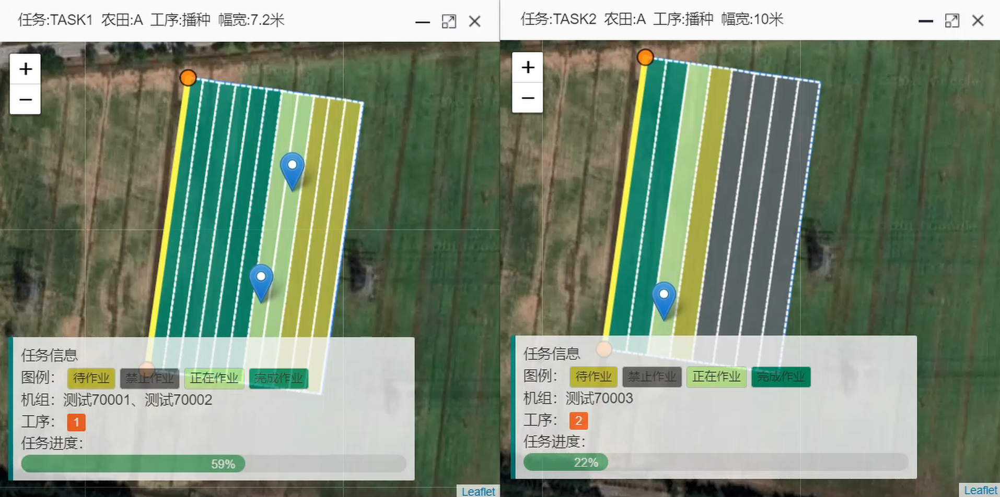 任务:TASK1 农田:A 工序:播种 幅宽:7.2米
+
−
任务信息
图例： 待作业 禁止作业 正在作业 完成作业
机组：测试70001、测试70002
工序： 1
任务进度：
59%
Leaflet
任务:TASK2 农田:A 工序:播种 幅宽:10米
+
−
任务信息
图例： 待作业 禁止作业 正在作业 完成作业
机组：测试70003
工序： 2
任务进度：
22%
Leaflet